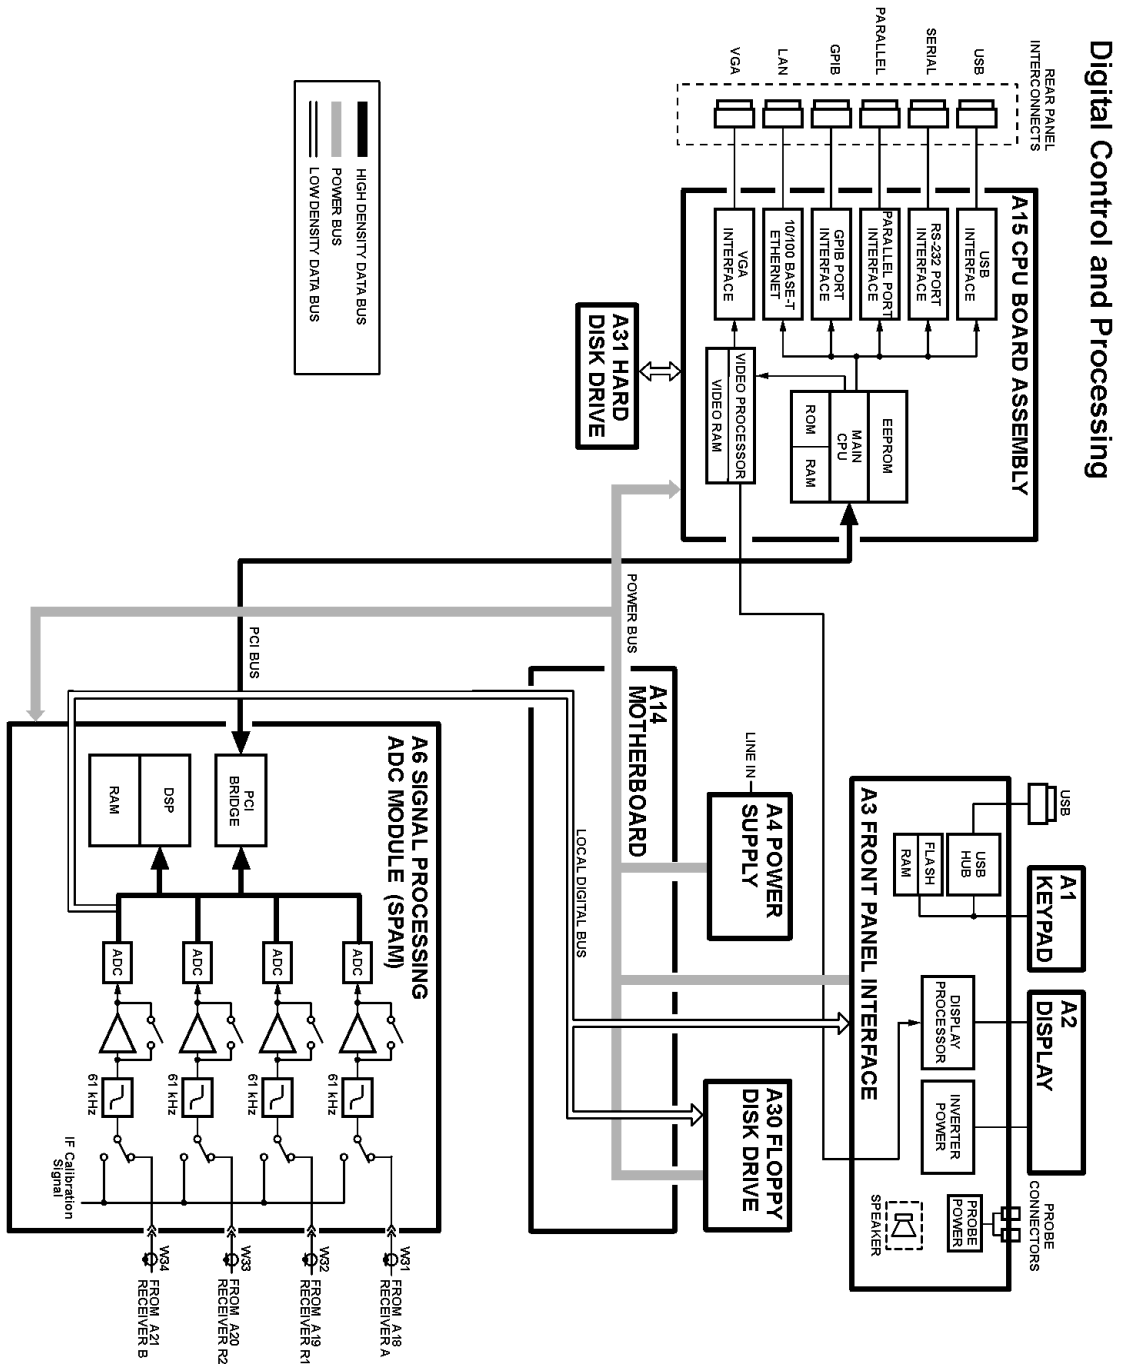 Digital Control and Processing
REAR PANEL
INTERCONNECTS
USB
SERIAL
PARALLEL
GPIB
LAN
VGA
A15 CPU BOARD ASSEMBLY
USB
INTERFACE
RS-232 PORT
INTERFACE
PARALLEL PORT
INTERFACE
GPIB PORT
INTERFACE
10/100 BASE-T
ETHERNET
VGA
INTERFACE
EEPROM
MAIN
CPU
ROM
RAM
VIDEO PROCESSOR
VIDEO RAM
A31 HARD
DISK DRIVE
HIGH DENSITY DATA BUS
POWER BUS
LOW DENSITY DATA BUS
POWER BUS
PCI BUS
A14
MOTHERBOARD
LINE IN
A4 POWER
SUPPLY
LOCAL DIGITAL BUS
A30 FLOPPY
DISK DRIVE
A3 FRONT PANEL INTERFACE
USB
USB
HUB
FLASH
RAM
A1
KEYPAD
A2
DISPLAY
DISPLAY
PROCESSOR
INVERTER
POWER
PROBE
CONNECTORS
PROBE
POWER
SPEAKER
A6 SIGNAL PROCESSING
ADC MODULE (SPAM)
PCI
BRIDGE
DSP
RAM
ADC
ADC
ADC
ADC
61 kHz
61 kHz
61 kHz
61 kHz
IF Calibration
Signal
W31
FROM A18
RECEIVER A
W32
FROM A19
RECEIVER R1
W33
FROM A20
RECEIVER R2
W34
FROM A21
RECEIVER B